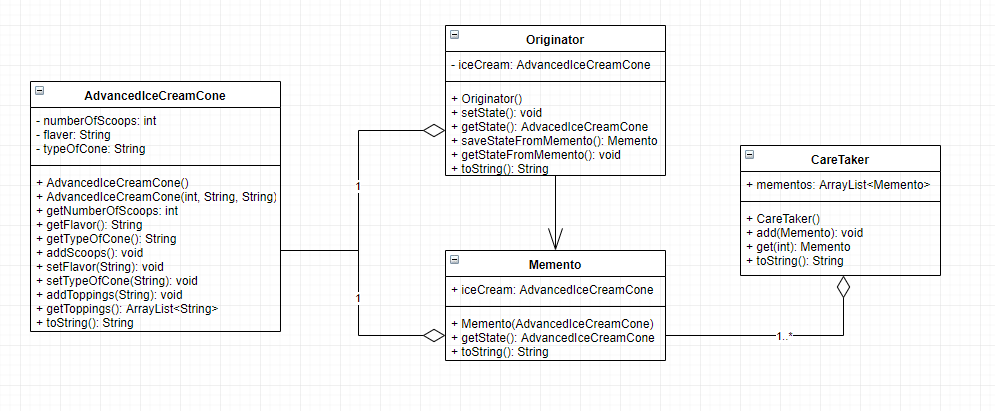 AdvancedIceCreamCone
- numberOfScoops: int
- flaver: String
- typeOfCone: String
+ AdvancedIceCreamCone()
+ AdvancedIceCreamCone(int, String, String)
+ getNumberOfScoops: int
+ getFlavor(): String
+ getTypeOfCone(): String
+ addScoops(): void
+ setFlavor(String): void
+ setTypeOfCone(String): void
+ addToppings(String): void
+ getToppings(): ArrayList<String>
+ toString(): String
1
1
Originator
- iceCream: AdvancedIceCreamCone
+ Originator()
+ setState(): void
+ getState(): AdvacedIceCreamCone
+ saveStateFromMemento(): Memento
+ getStateFromMemento(): void
+ toString(): String
Memento
+ iceCream: AdvancedIceCreamCone
+ Memento(AdvancedIceCreamCone)
+ getState(): AdvancedIceCreamCone
+ toString(): String
1..*
CareTaker
+ mementos: ArrayList<Memento>
+ CareTaker()
+ add(Memento): void
+ get(int): Memento
+ toString(): String